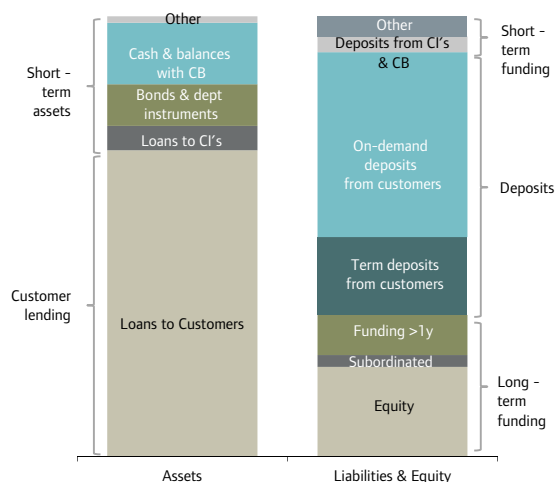 Other
Cash & balances
with CB
Bonds & dept
instruments
Loans to CI's
Loans to Customers
Short -
term
assets
Customer
lending
Other
Deposits from CI's
& CB
On-demand
deposits
from customers
Term deposits
from customers
Funding >1y
Subordinated
Equity
Short -
term
funding
Deposits
Long -
term
funding
Assets
Liabilities & Equity